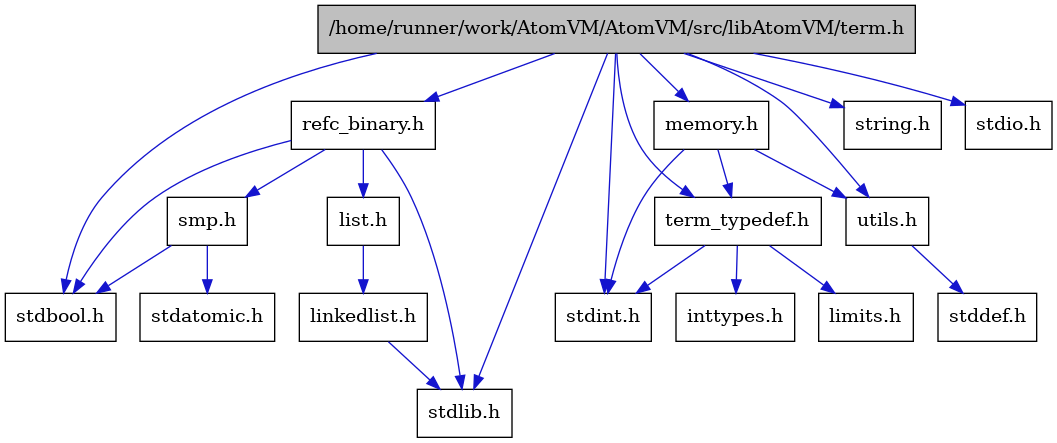 /home/runner/work/AtomVM/AtomVM/src/libAtomVM/term.h
refc_binary.h
memory.h
string.h
stdio.h
smp.h
list.h
term_typedef.h
utils.h
stdbool.h
stdatomic.h
linkedlist.h
stdint.h
inttypes.h
limits.h
stddef.h
stdlib.h